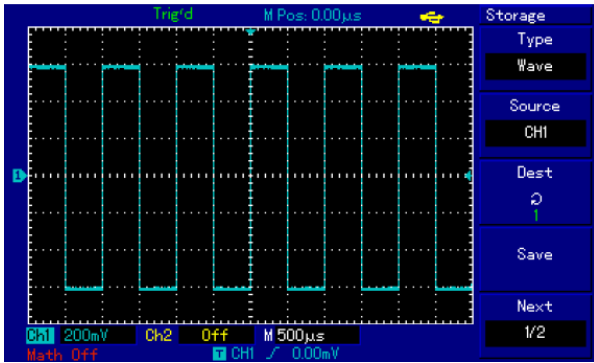 Trig'd M Pos: 0.00μs
Storage
Type
Wave
Source
CH1
Dest
1
Save
Next
1/2
1
Ch1 200mV Ch2 Off M 500μs
Math Off T CH1 0.00mV